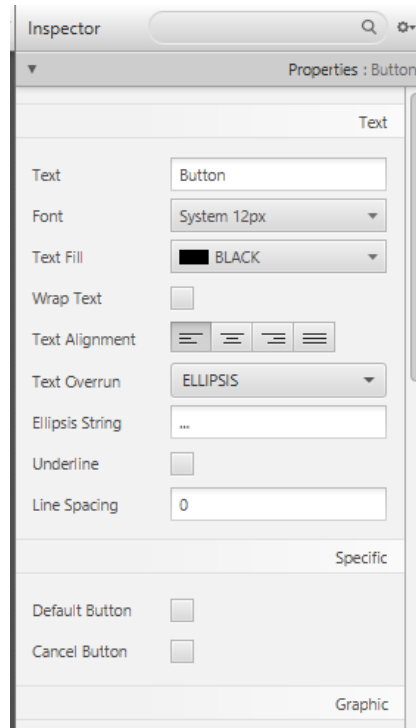 Inspector
Properties : Button
Text
Text Button
Font System 12px
Text Fill BLACK
Wrap Text
Text Alignment
Text Overrun ELLIPSIS
Ellipsis String ...
Underline
Line Spacing 0
Specific
Default Button
Cancel Button
Graphic